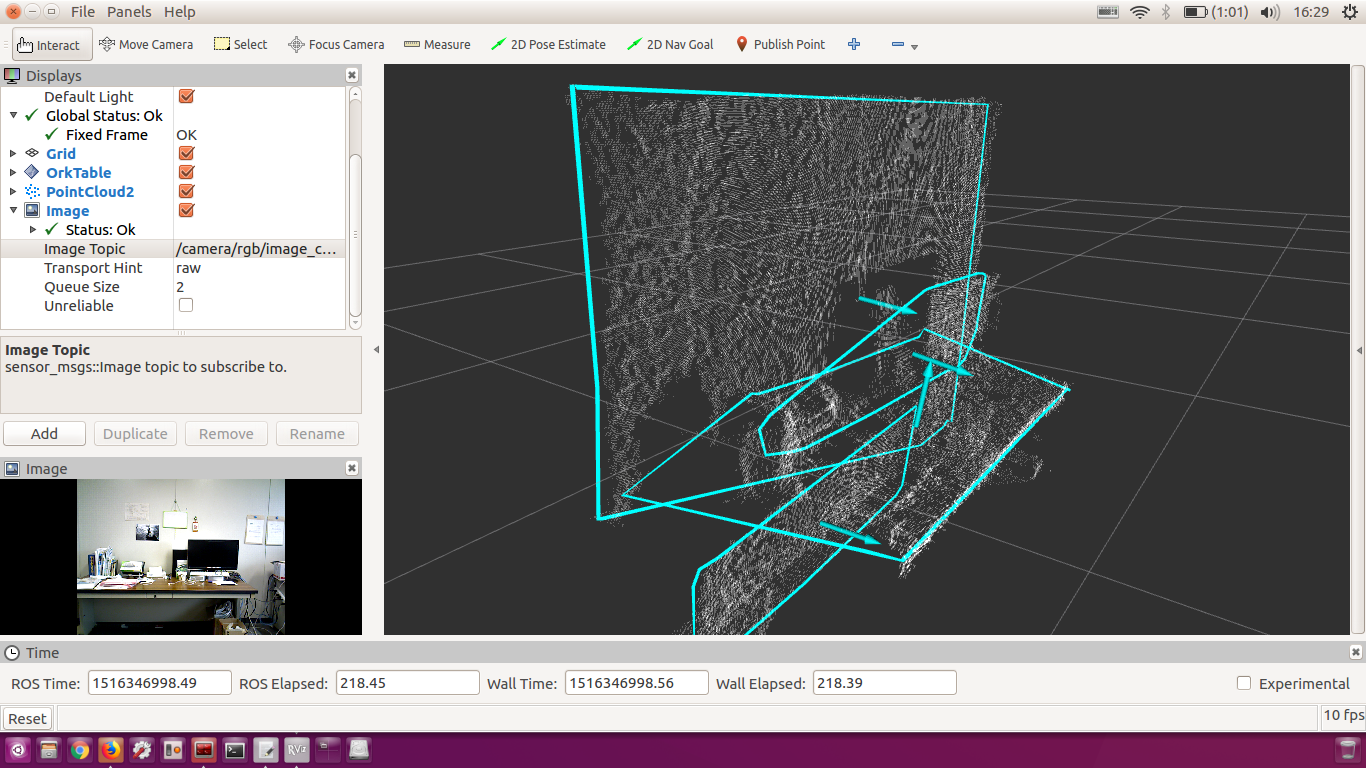 File Panels Help (1:01) 16:29
Interact Move Camera Select Focus Camera Measure 2D Pose Estimate 2D Nav Goal Publish Point
Displays
Default Light
Global Status: Ok
Fixed Frame OK
Grid
OrkTable
PointCloud2
Image
Status: Ok
Image Topic /camera/rgb/image_c...
Transport Hint raw
Queue Size 2
Unreliable
Image Topic
sensor_msgs::Image topic to subscribe to.
Add Duplicate Remove Rename
Image
Time
ROS Time: 1516346998.49 ROS Elapsed: 218.45 Wall Time: 1516346998.56 Wall Elapsed: 218.39 Experimental
Reset 10 fps
RViz